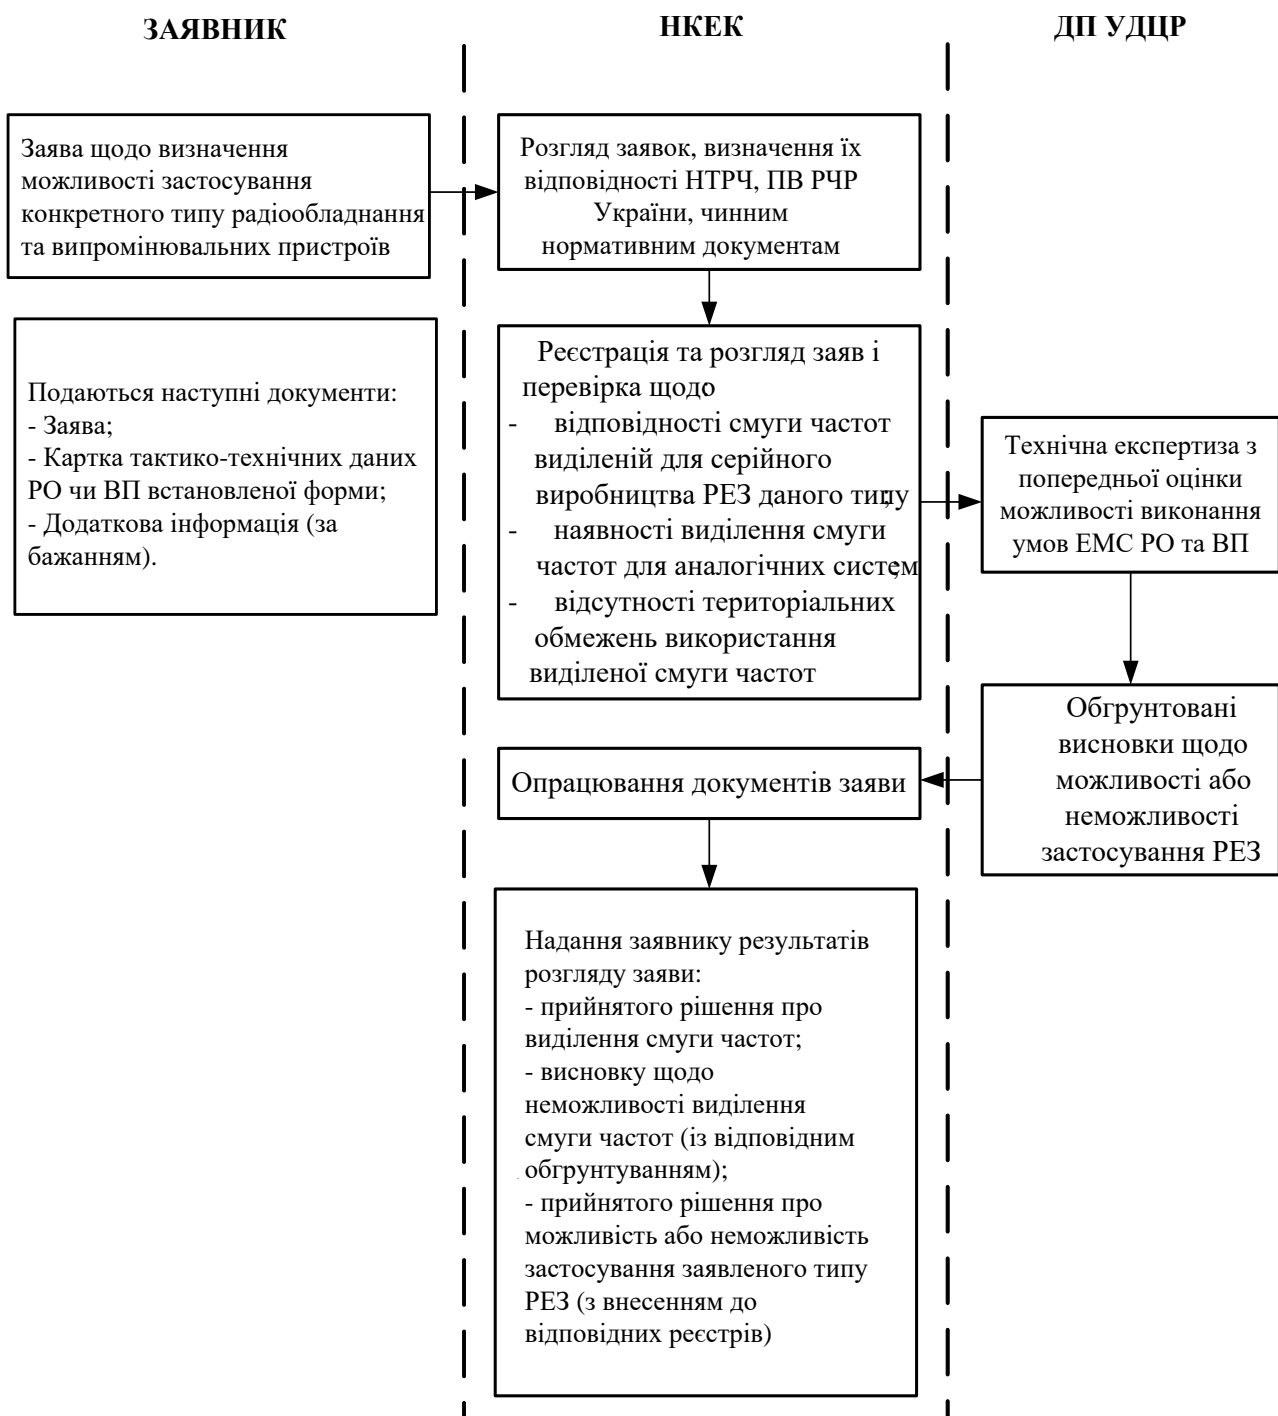 ЗАЯВНИК
НКЕК
ДП УДЦР
Заява щодо визначення
можливості застосування
конкретного типу радіообладнання
та випромінювальних пристроїв
Розгляд заявок, визначення їх
відповідності НТРЧ, ПВ РЧР
України, чинним
нормативним документам
Подаються наступні документи:
- Заява;
- Картка тактико-технічних даних
РО чи ВП встановленої форми;
- Додаткова інформація (за
бажанням).
Реєстрація та розгляд заяв і
перевірка щодо:
- відповідності смуги частот
виділеній для серійного
виробництва РЕЗ даного типу;
- наявності виділення смуги
частот для аналогічних систем;
- відсутності територіальних
обмежень використання
виділеної смуги частот
Технічна експертиза з
попередньої оцінки
можливості виконання
умов ЕМС РО та ВП
Обгрунтовані
висновки щодо
можливості або
неможливості
застосування РЕЗ
Опрацювання документів заяви
Надання заявнику результатів
розгляду заяви:
- прийнятого рішення про
виділення смуги частот;
- висновку щодо
неможливості виділення
смуги частот (із відповідним
обгрунтуванням);
- прийнятого рішення про
можливість або неможливість
застосування заявленого типу
РЕЗ (з внесенням до
відповідних реєстрів)